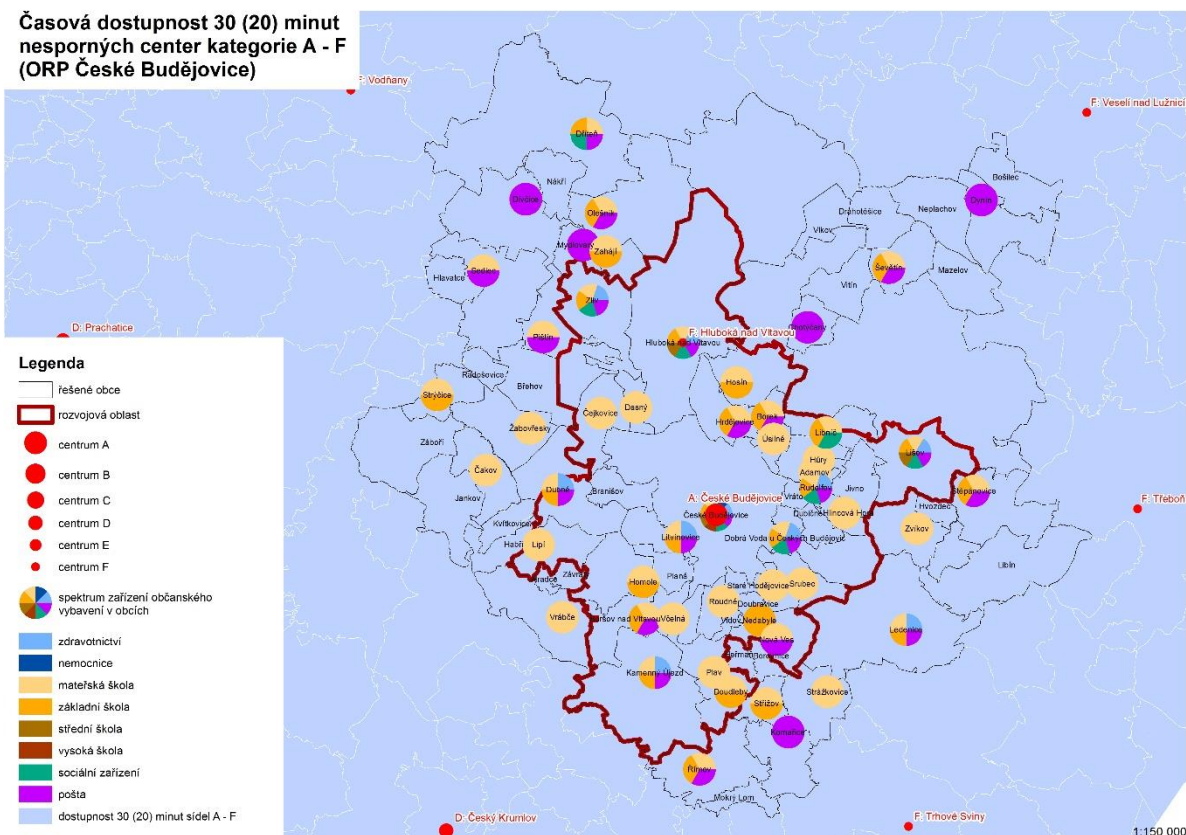 Časová dostupnost 30 (20) minut
nesporných center kategorie A - F
(ORP České Budějovice)
F: Vodňany
F: Veselí nad Lužnicí
Dříteň
Nákří
Bošilec
Dívčice
Dynín
Neplachov
Drahotěšice
Olešník
Vlkov
Mydlovary
Zahájí
Ševětín
Mazelov
Hlavatce
Sedlec
Vitín
Zliv
Chotýčany
D: Prachatice
Pištín
F: Hluboká nad Vltavou
Hluboká nad Vltavou
Radošovice
Břehov
Hosín
Strýčice
Dasný
Čejkovice
Borek
Hrdějovice
Žabovřesky
Libníč
Úsilné
Záboří
Lišov
Hůry
Adamov
Čakov
Jankov
Rudolfov
Jivno
Dubné
Branišov
Vráto
Štěpánovice
A: České Budějovice
F: Třeboň
Hvozdec
České Budějovice
Dubičné
Hlincová Hora
Kvítkovice
Zvíkov
Litvínovice
Dobrá Voda u Českých Budějovic
Habří
Lipí
Libín
Závraty
Planá
Homole
Staré Hodějovice
Srubec
Roudné
Doubravice
Vrábče
Včelná
Vidov
Nedabyle
Ledenice
Nová Ves
Borovnice
Kamenný Újezd
Plav
Doudleby
Strážkovice
Střížov
Komařice
Římov
Mokrý Lom
D: Český Krumlov
F: Trhové Sviny
Legenda
řešené obce
rozvojová oblast
centrum A
centrum B
centrum C
centrum D
centrum E
centrum F
spektrum zařízení občanského
vybavení v obcích
zdravotnictví
nemocnice
mateřská škola
základní škola
střední škola
vysoká škola
sociální zařízení
pošta
dostupnost 30 (20) minut sídel A - F
1:150 000